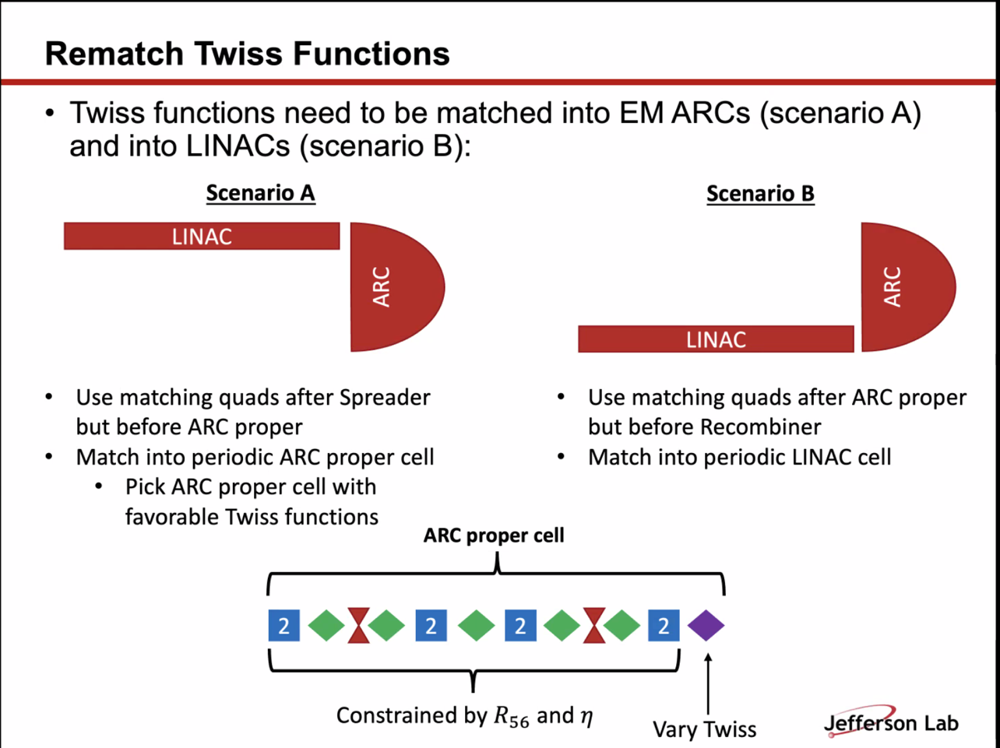 Rematch Twiss Functions
• Twiss functions need to be matched into EM ARCs (scenario A)
and into LINACs (scenario B):
Scenario A
LINAC
ARC
• Use matching quads after Spreader
but before ARC proper
• Match into periodic ARC proper cell
• Pick ARC proper cell with
favorable Twiss functions
Scenario B
ARC
LINAC
• Use matching quads after ARC proper
but before Recombiner
• Match into periodic LINAC cell
ARC proper cell
2 2 2 2
Constrained by R₅₆ and η
Vary Twiss
Jefferson Lab